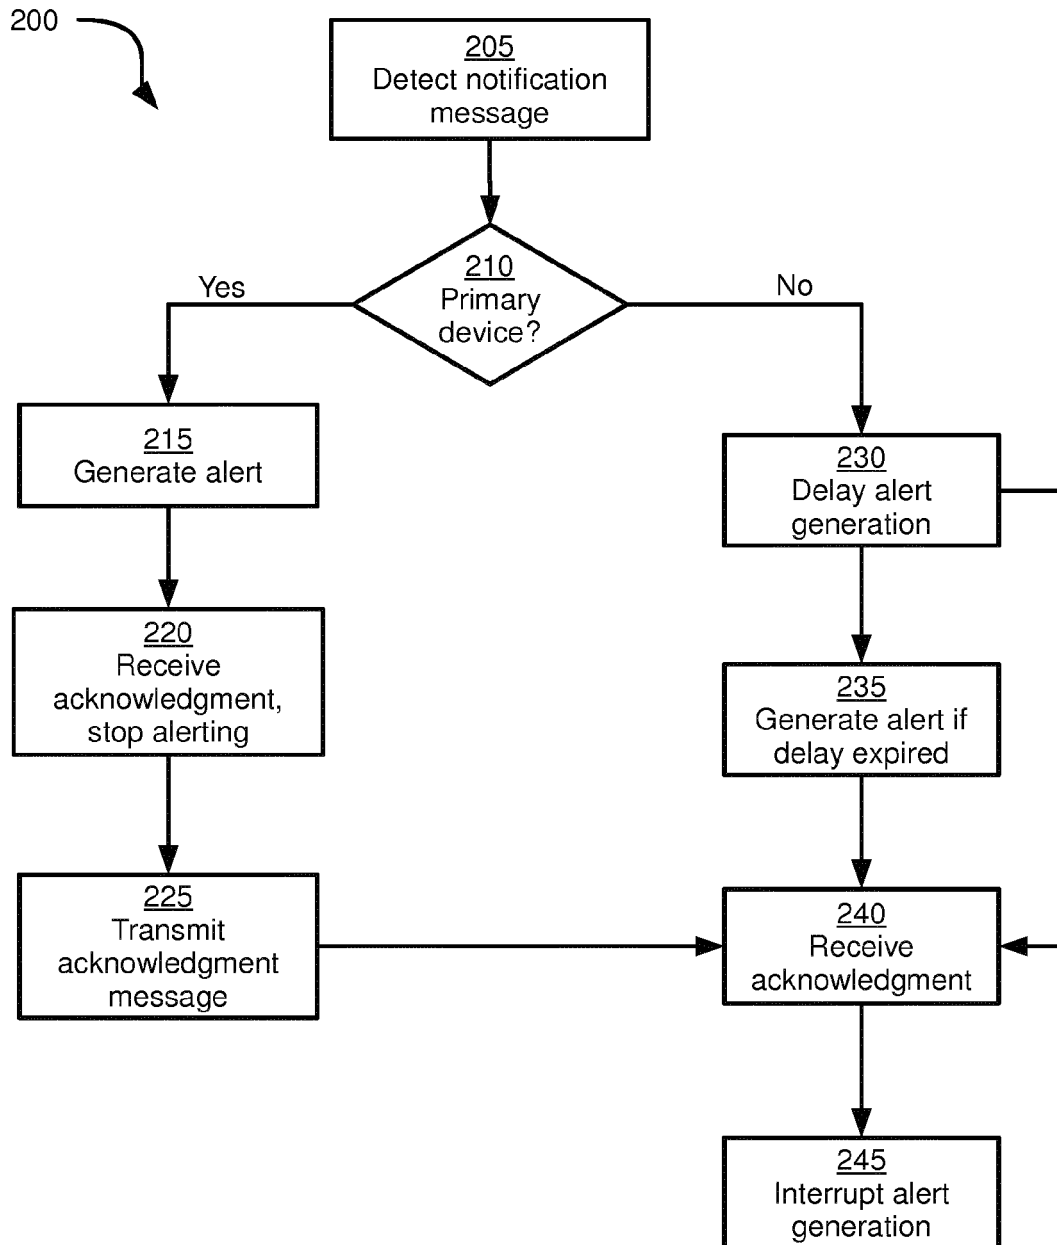 200
205
Detect notification
message
210
Primary
device?
Yes
No
215
Generate alert
230
Delay alert
generation
220
Receive
acknowledgment,
stop alerting
235
Generate alert if
delay expired
225
Transmit
acknowledgment
message
240
Receive
acknowledgment
245
Interrupt alert
generation